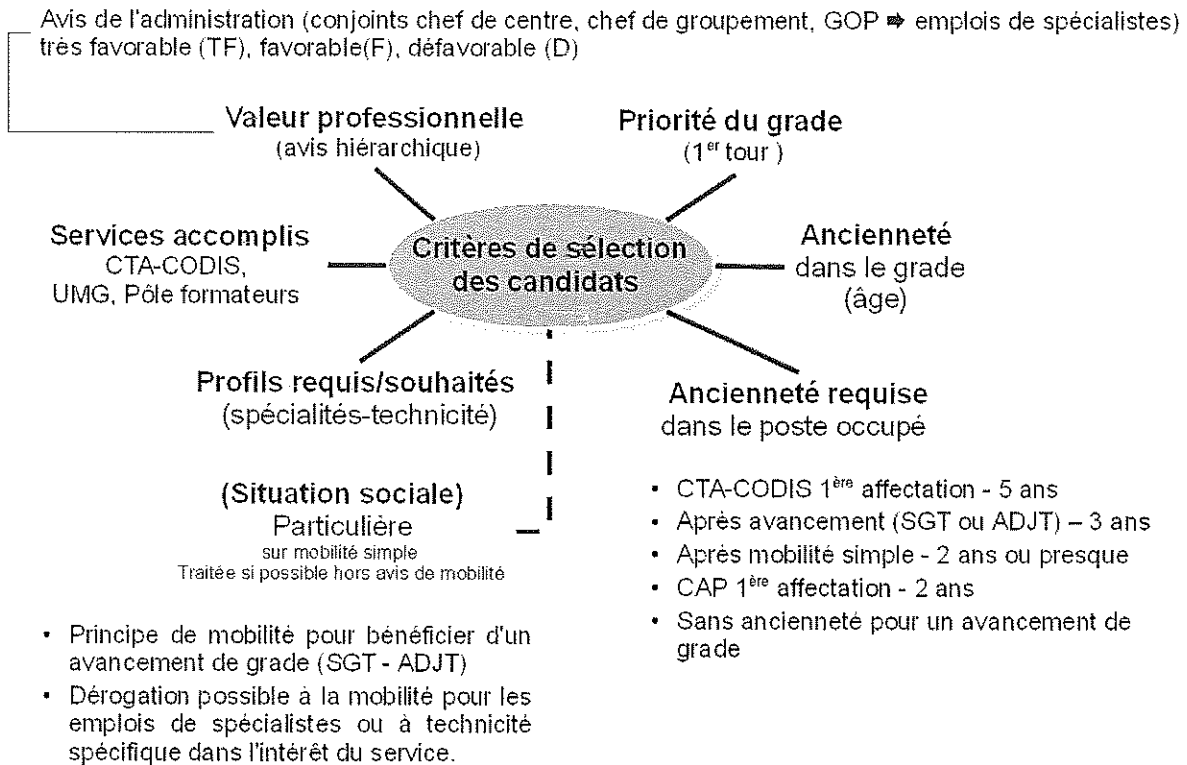 Avis de l'administration (conjoints chef de centre, chef de groupement, GOP ➡ emplois de spécialistes)
très favorable (TF), favorable(F), défavorable (D)
Valeur professionnelle
(avis hiérarchique)
Priorité du grade
(1er tour )
Services accomplis
CTA-CODIS,
UMG, Pôle formateurs
Critères de sélection
des candidats
Ancienneté
dans le grade
(âge)
Profils requis/souhaités
(spécialités-technicité)
Ancienneté requise
dans le poste occupé
(Situation sociale)
Particulière
sur mobilité simple
Traitée si possible hors avis de mobilité
• CTA-CODIS 1ère affectation - 5 ans
• Après avancement (SGT ou ADJT) – 3 ans
• Après mobilité simple - 2 ans ou presque
• CAP 1ère affectation - 2 ans
• Sans ancienneté pour un avancement de
grade
• Principe de mobilité pour bénéficier d'un
avancement de grade (SGT - ADJT)
• Dérogation possible à la mobilité pour les
emplois de spécialistes ou à technicité
spécifique dans l'intérêt du service.